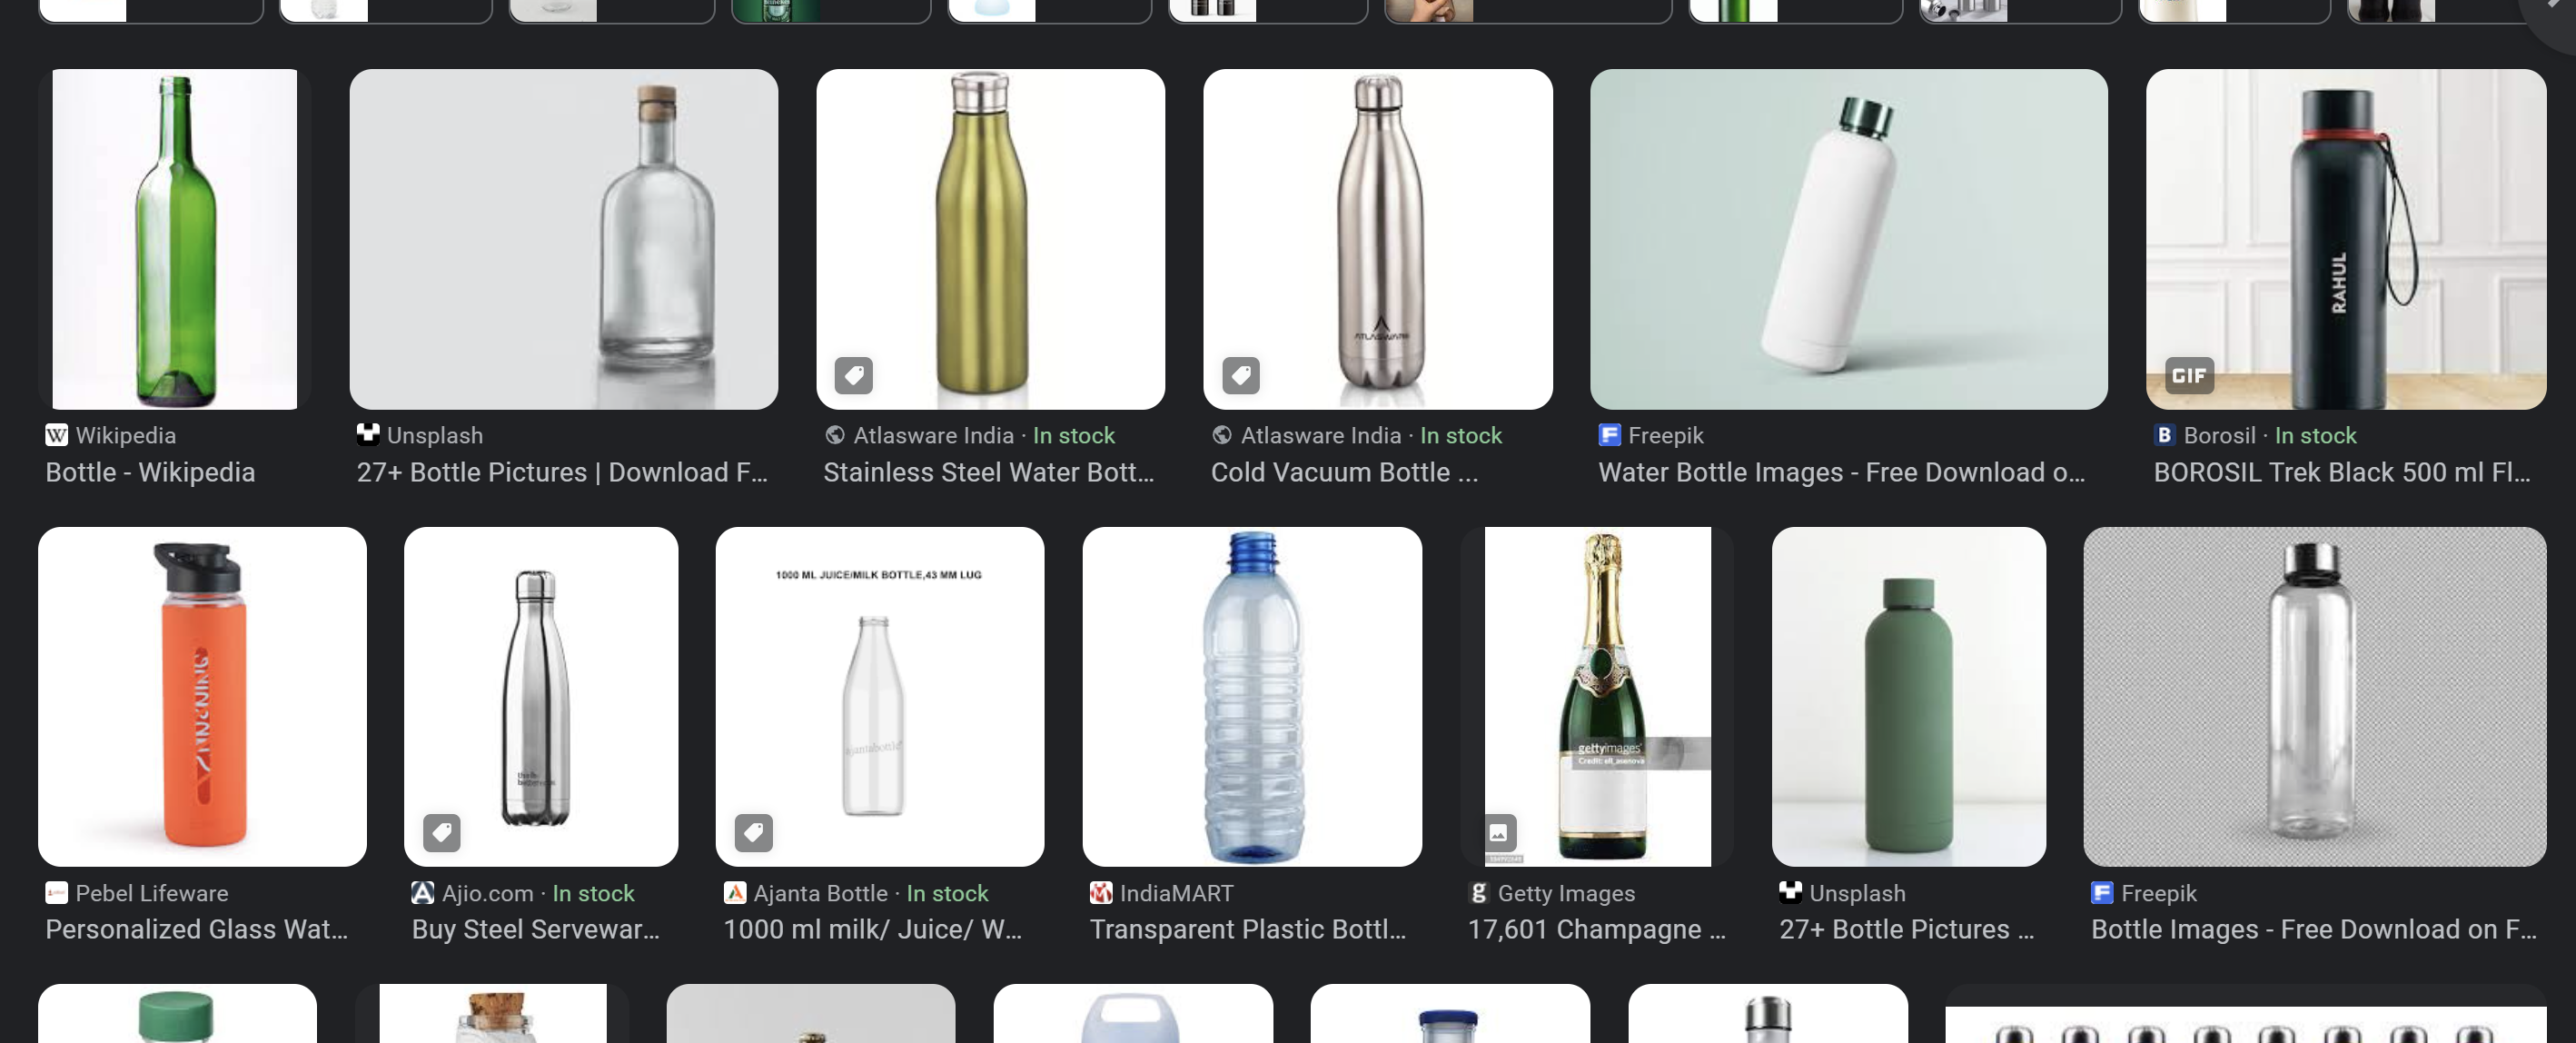 ATLASWARE
RAHUL
GIF
Wikipedia
Bottle - Wikipedia
Unsplash
27+ Bottle Pictures | Download F...
Atlasware India · In stock
Stainless Steel Water Bott...
Atlasware India · In stock
Cold Vacuum Bottle ...
Freepik
Water Bottle Images - Free Download o...
B Borosil · In stock
BOROSIL Trek Black 500 ml Fl...
1000 ML JUICE/MILK BOTTLE,43 MM LUG
ajantabottle
gettyimages
Pebel Lifeware
Personalized Glass Wat...
Ajio.com · In stock
Buy Steel Servewar...
Ajanta Bottle · In stock
1000 ml milk/ Juice/ W...
IndiaMART
Transparent Plastic Bottl...
Getty Images
17,601 Champagne ...
Unsplash
27+ Bottle Pictures ...
Freepik
Bottle Images - Free Download on F...